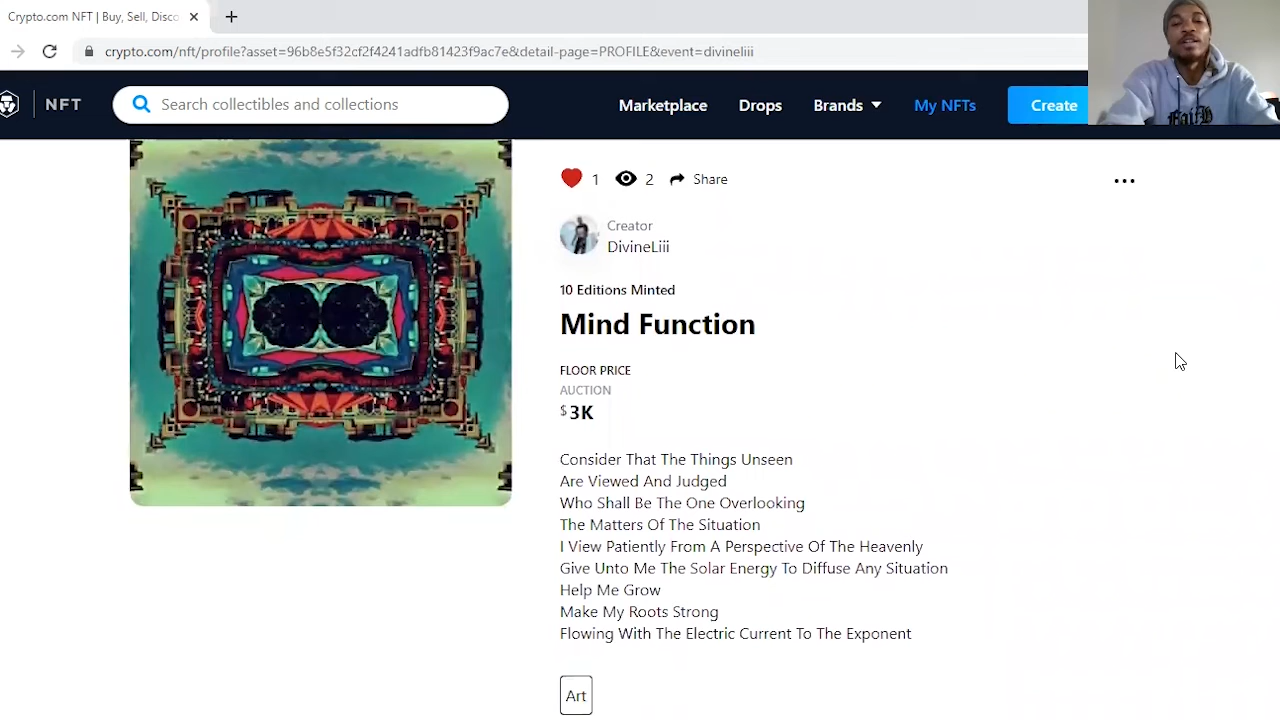 Crypto.com NFT | Buy, Sell, Disco
crypto.com/nft/profile?asset=96b8e5f32cf2f4241adfb81423f9ac7e&detail-page=PROFILE&event=divineliii
NFT
Search collectibles and collections
Marketplace
Drops
Brands
My NFTs
Create
FaitH
1
2
Share
Creator
DivineLiii
10 Editions Minted
Mind Function
FLOOR PRICE
AUCTION
$3K
Consider That The Things Unseen
Are Viewed And Judged
Who Shall Be The One Overlooking
The Matters Of The Situation
I View Patiently From A Perspective Of The Heavenly
Give Unto Me The Solar Energy To Diffuse Any Situation
Help Me Grow
Make My Roots Strong
Flowing With The Electric Current To The Exponent
Art